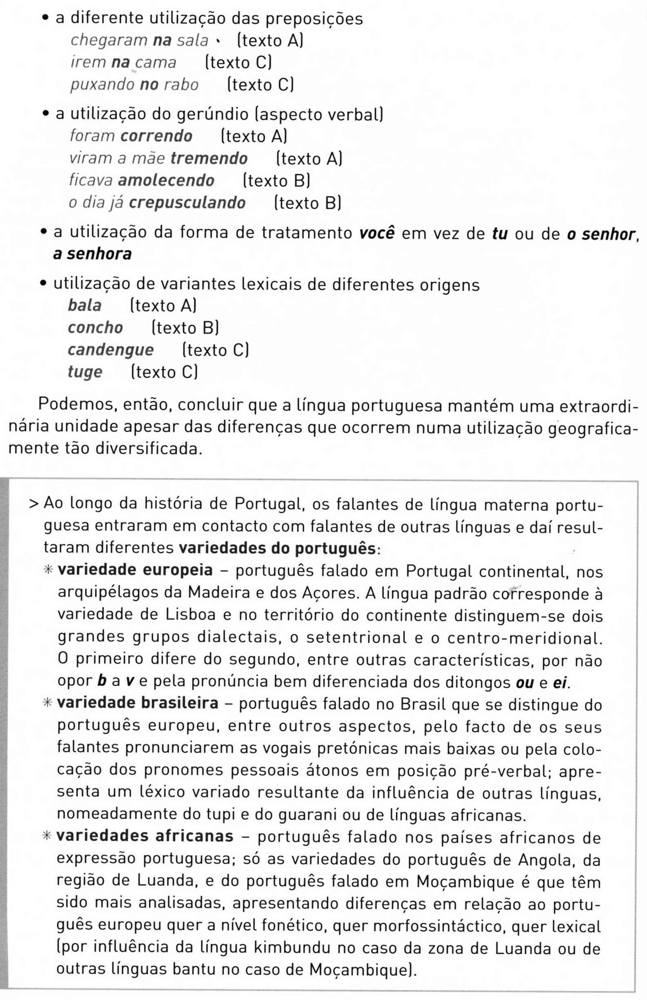 • a diferente utilização das preposições
chegaram na sala (texto A)
irem na cama (texto C)
puxando no rabo (texto C)
• a utilização do gerúndio (aspecto verbal)
foram correndo (texto A)
viram a mãe tremendo (texto A)
ficava amolecendo (texto B)
o dia já crepusculando (texto B)
• a utilização da forma de tratamento você em vez de tu ou de o senhor,
a senhora
• utilização de variantes lexicais de diferentes origens
bala (texto A)
concho (texto B)
candengue (texto C)
tuge (texto C)
Podemos, então, concluir que a língua portuguesa mantém uma extraordi-
nária unidade apesar das diferenças que ocorrem numa utilização geografica-
mente tão diversificada.
> Ao longo da história de Portugal, os falantes de língua materna portu-
guesa entraram em contacto com falantes de outras línguas e daí resul-
taram diferentes variedades do português:
* variedade europeia – português falado em Portugal continental, nos
arquipélagos da Madeira e dos Açores. A língua padrão corresponde à
variedade de Lisboa e no território do continente distinguem-se dois
grandes grupos dialectais, o setentrional e o centro-meridional.
O primeiro difere do segundo, entre outras características, por não
opor b a v e pela pronúncia bem diferenciada dos ditongos ou e ei.
* variedade brasileira – português falado no Brasil que se distingue do
português europeu, entre outros aspectos, pelo facto de os seus
falantes pronunciarem as vogais pretónicas mais baixas ou pela colo-
cação dos pronomes pessoais átonos em posição pré-verbal; apre-
senta um léxico variado resultante da influência de outras línguas,
nomeadamente do tupi e do guarani ou de línguas africanas.
* variedades africanas – português falado nos países africanos de
expressão portuguesa; só as variedades do português de Angola, da
região de Luanda, e do português falado em Moçambique é que têm
sido mais analisadas, apresentando diferenças em relação ao portu-
guês europeu quer a nível fonético, quer morfossintáctico, quer lexical
(por influência da língua kimbundu no caso da zona de Luanda ou de
outras línguas bantu no caso de Moçambique).